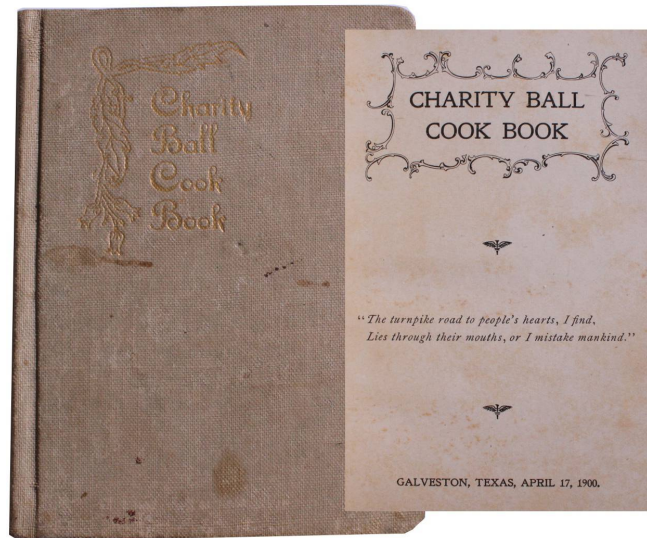 Charity
Ball
Cook
Book
CHARITY BALL
COOK BOOK
“The turnpike road to people's hearts, I find,
Lies through their mouths, or I mistake mankind.”
GALVESTON, TEXAS, APRIL 17, 1900.